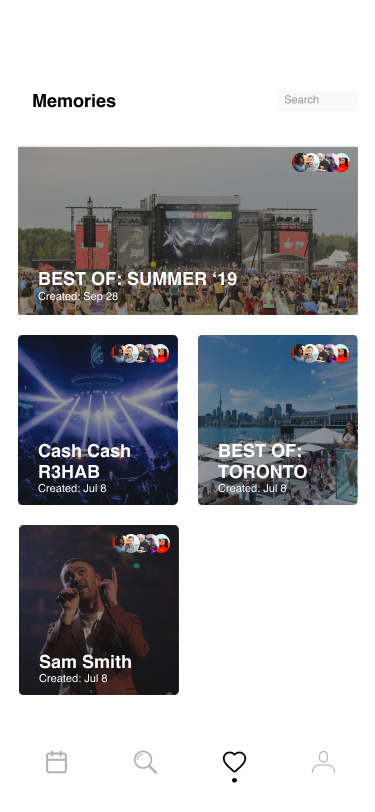 Memories
Search
BEST OF: SUMMER ‘19
Created: Sep 28
Cash Cash
R3HAB
Created: Jul 8
BEST OF:
TORONTO
Created: Jul 8
Sam Smith
Created: Jul 8